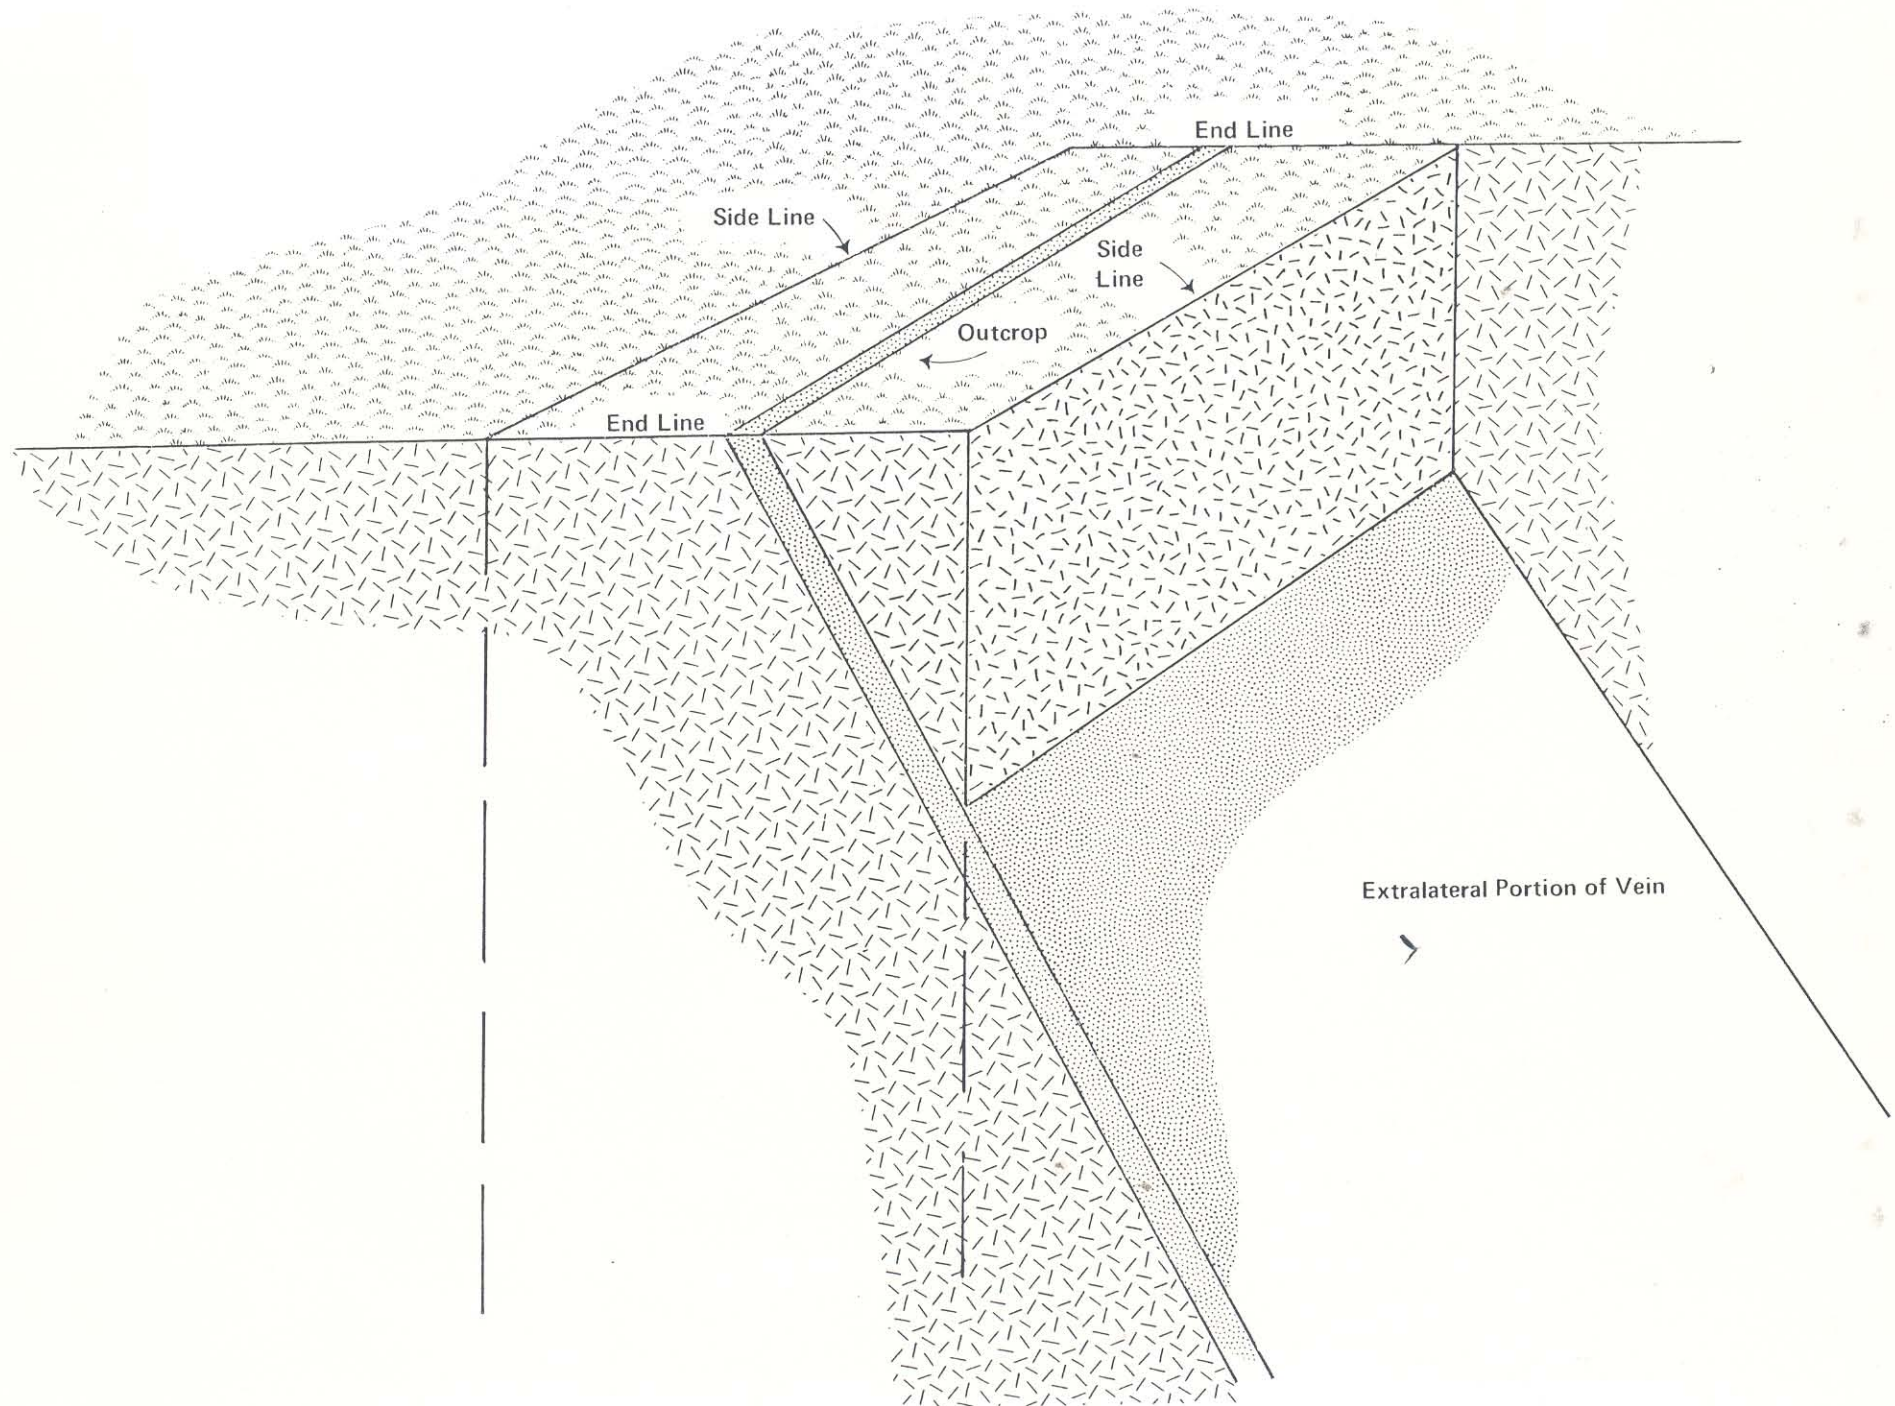 End Line
Side Line
Side
Line
Outcrop
End Line
Extralateral Portion of Vein